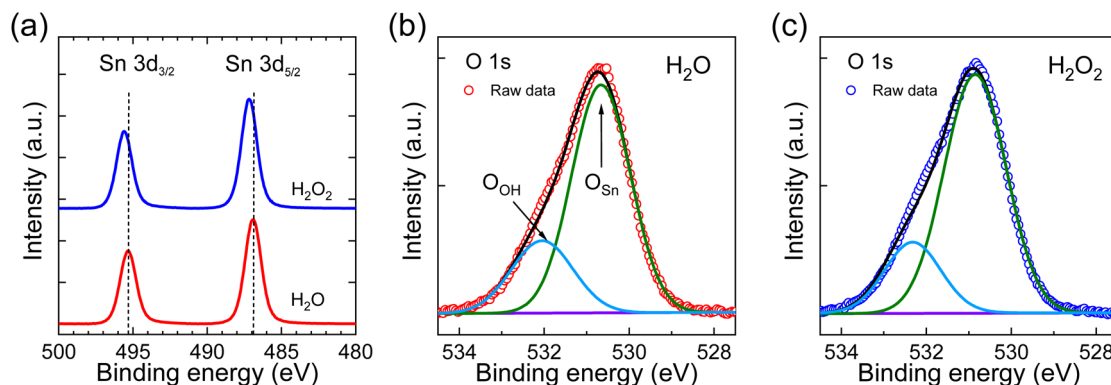 (a)
Sn 3d3/2
Sn 3d5/2
H2O2
H2O
Intensity (a.u.)
500 495 490 485 480
Binding energy (eV)
(b)
O 1s
H2O
Raw data
OOH
OSn
Intensity (a.u.)
534 532 530 528
Binding energy (eV)
(c)
O 1s
H2O2
Raw data
Intensity (a.u.)
534 532 530 528
Binding energy (eV)